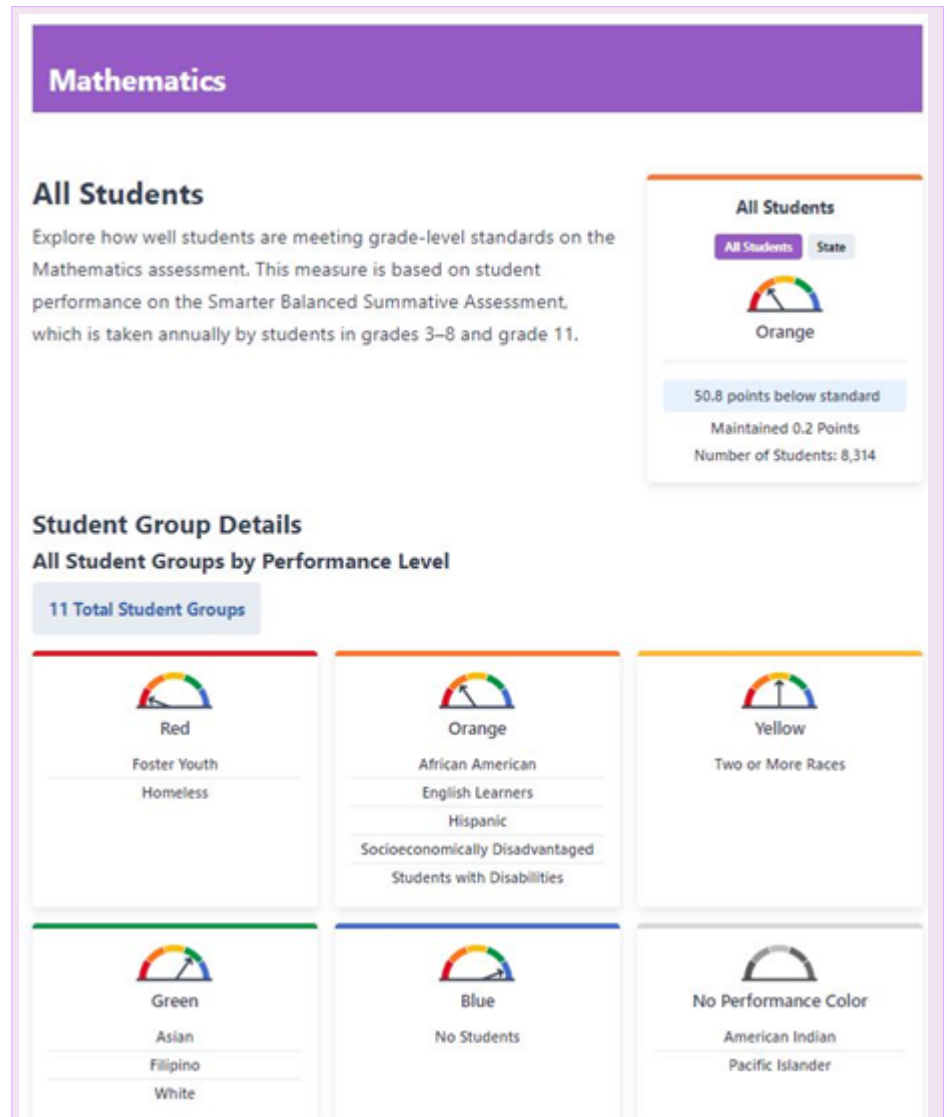 Mathematics
All Students
Explore how well students are meeting grade-level standards on the
Mathematics assessment. This measure is based on student
performance on the Smarter Balanced Summative Assessment,
which is taken annually by students in grades 3–8 and grade 11.
All Students
All Students State
Orange
50.8 points below standard
Maintained 0.2 Points
Number of Students: 8,314
Student Group Details
All Student Groups by Performance Level
11 Total Student Groups
Red
Foster Youth
Homeless
Orange
African American
English Learners
Hispanic
Socioeconomically Disadvantaged
Students with Disabilities
Yellow
Two or More Races
Green
Asian
Filipino
White
Blue
No Students
No Performance Color
American Indian
Pacific Islander